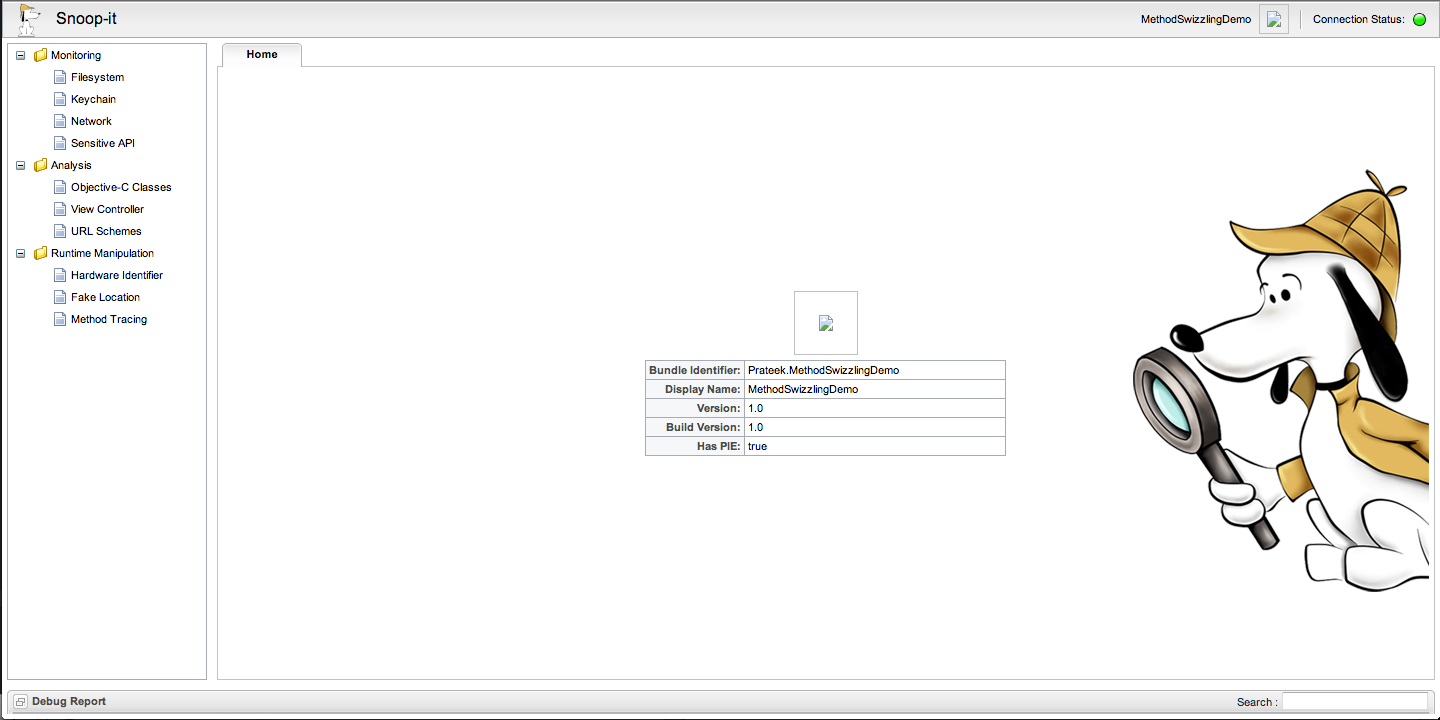 Snoop-it
MethodSwizzlingDemo
Connection Status:
Monitoring
Filesystem
Keychain
Network
Sensitive API
Analysis
Objective-C Classes
View Controller
URL Schemes
Runtime Manipulation
Hardware Identifier
Fake Location
Method Tracing
Home
Bundle Identifier: Prateek.MethodSwizzlingDemo
Display Name: MethodSwizzlingDemo
Version: 1.0
Build Version: 1.0
Has PIE: true
Debug Report
Search :